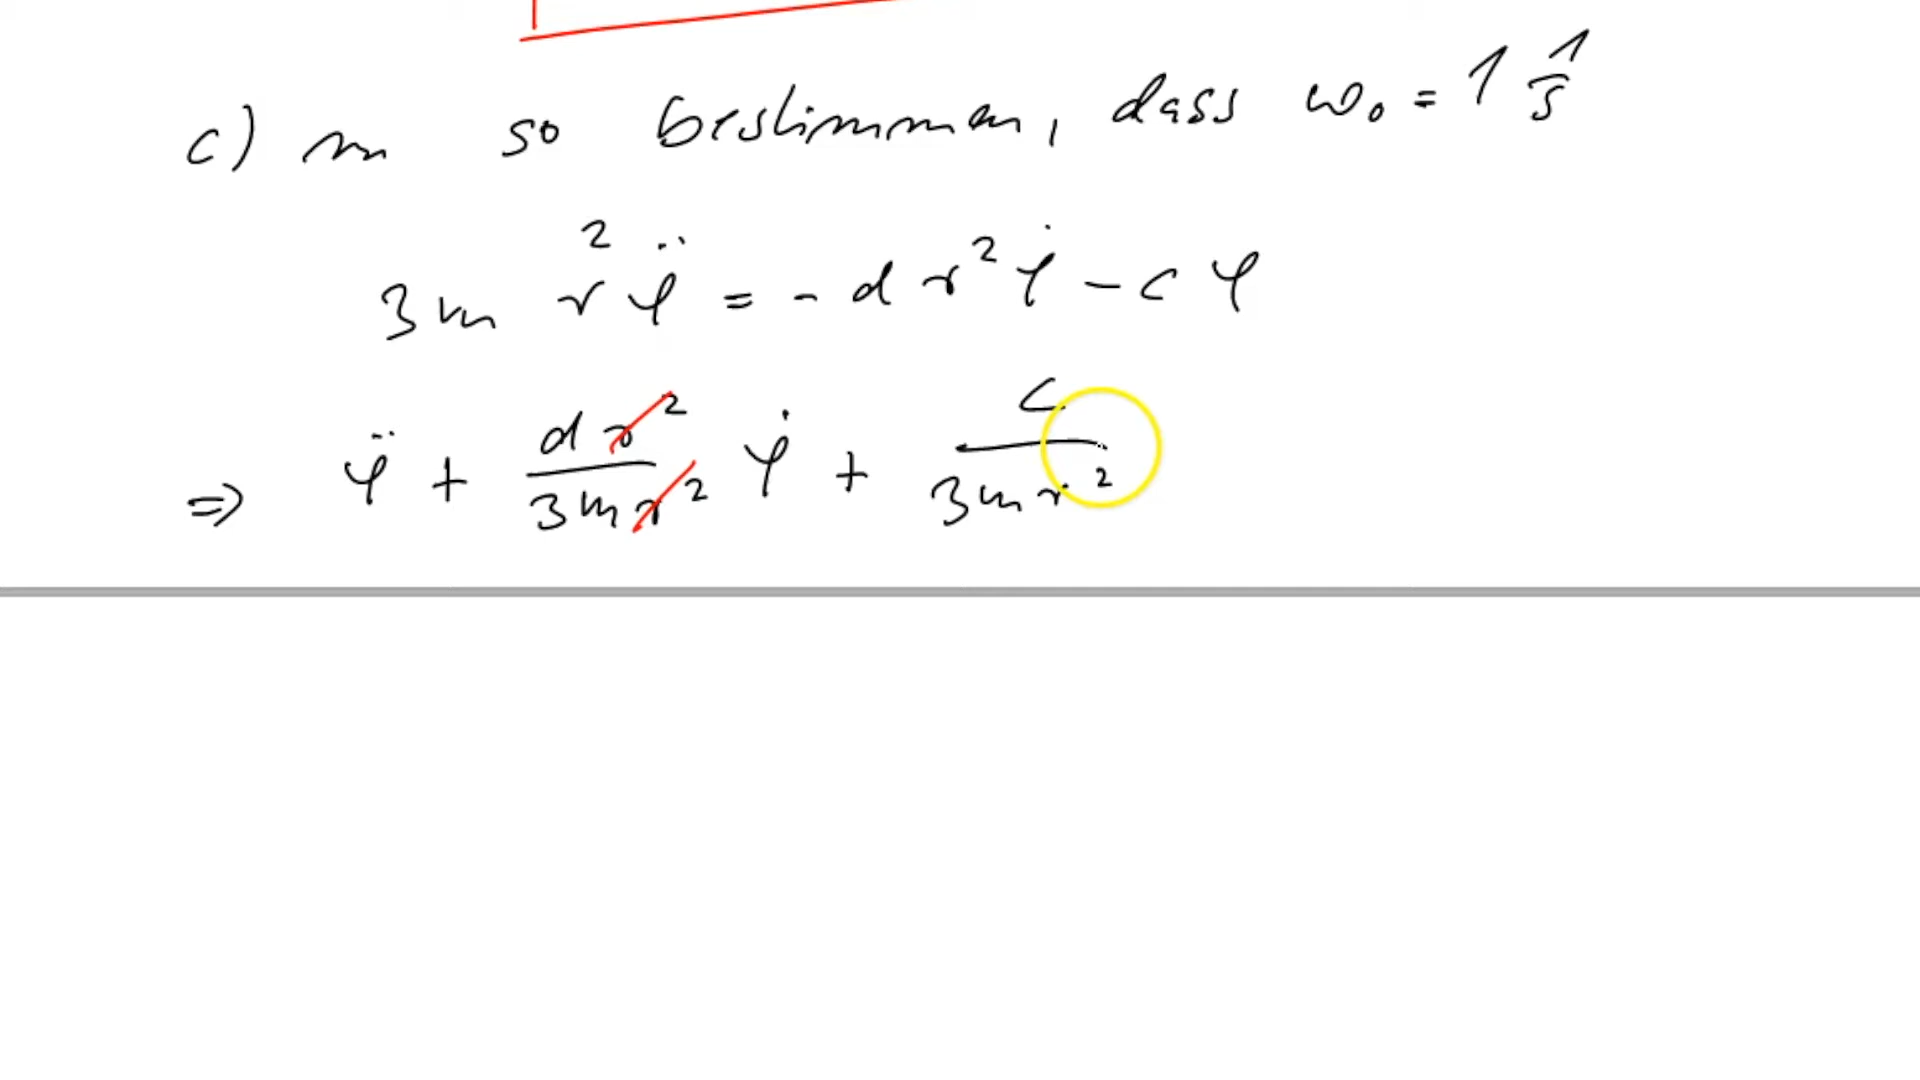 c) m so bestimmen, dass ω₀ = 1 1/s
3m r² φ̈ = - d r² φ̇ - c φ
⇒ φ̈ + (d r²)/(3m r²) φ̇ + c/(3m r²)